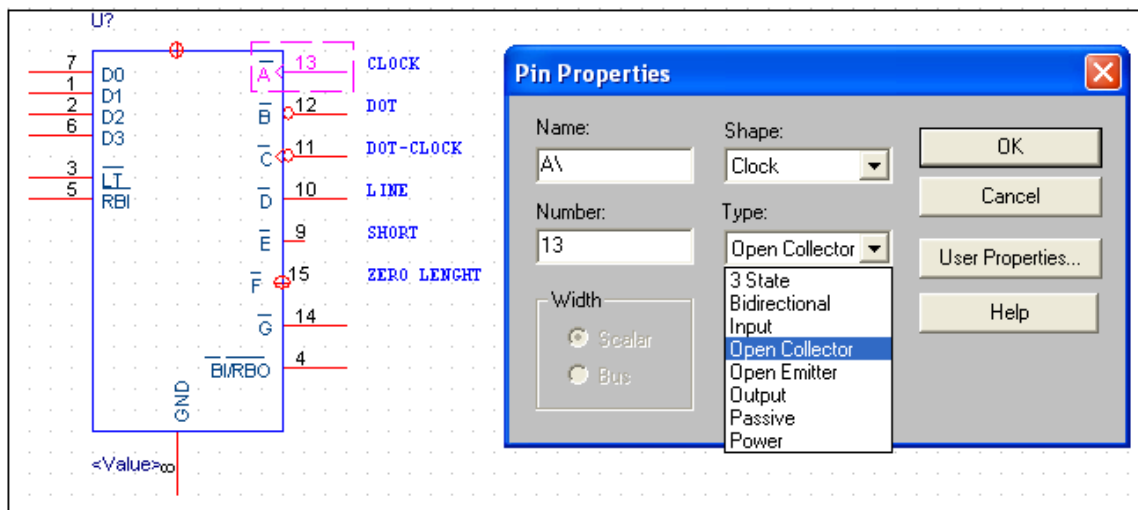 U?
7 D0
1 D1
2 D2
6 D3
3 LT
5 RBI
A 13 CLOCK
B 12 DOT
C 11 DOT-CLOCK
D 10 LINE
E 9 SHORT
F 15 ZERO LENGHT
G 14
BI/RBO 4
GND
8
<Value>
Pin Properties
Name:
A\
Shape:
Clock
Number:
13
Type:
Open Collector
3 State
Bidirectional
Input
Open Collector
Open Emitter
Output
Passive
Power
Width
Scalar
Bus
OK
Cancel
User Properties...
Help